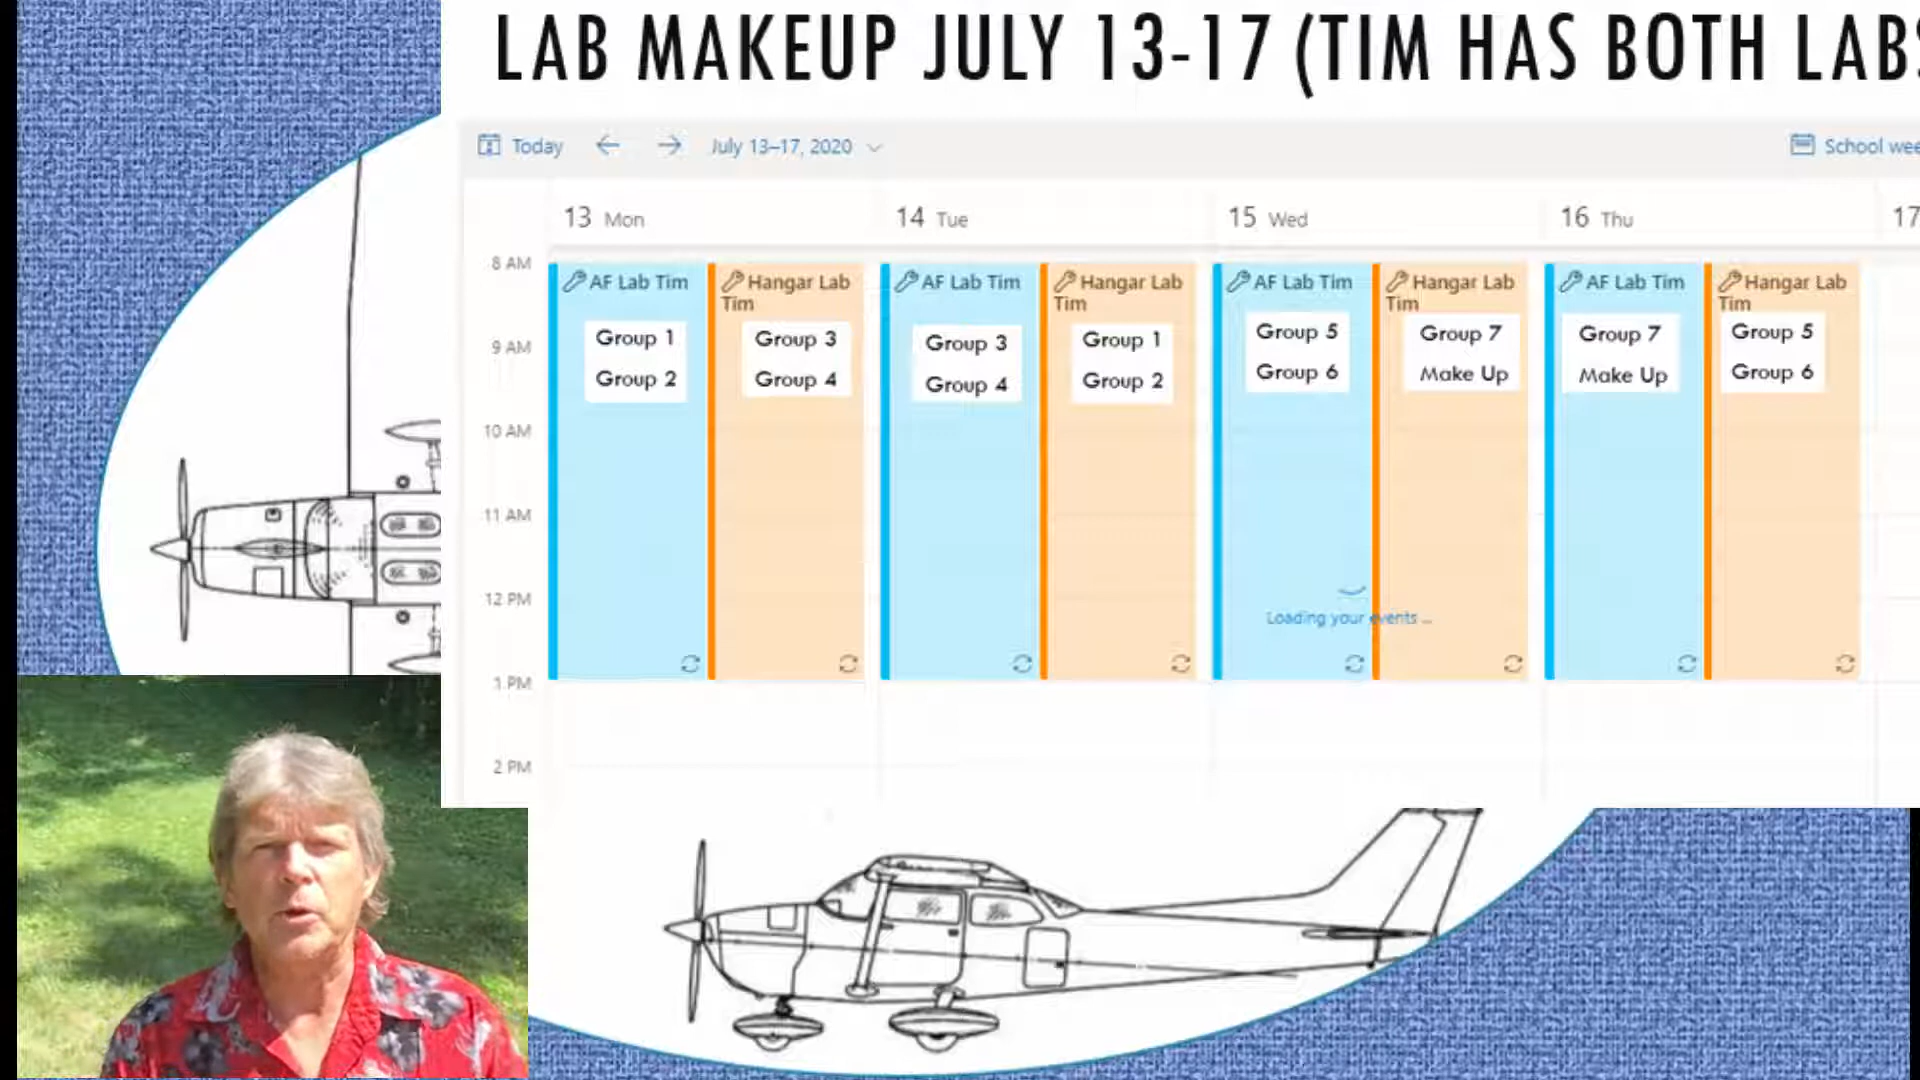 LAB MAKEUP JULY 13-17 (TIM HAS BOTH LABS
Today
July 13–17, 2020
School wee
13 Mon
14 Tue
15 Wed
16 Thu
17
8 AM
9 AM
10 AM
11 AM
12 PM
1 PM
2 PM
AF Lab Tim
Group 1
Group 2
Hangar Lab
Tim
Group 3
Group 4
AF Lab Tim
Group 3
Group 4
Hangar Lab
Tim
Group 1
Group 2
AF Lab Tim
Group 5
Group 6
Hangar Lab
Tim
Group 7
Make Up
AF Lab Tim
Group 7
Make Up
Hangar Lab
Tim
Group 5
Group 6
Loading your events ...